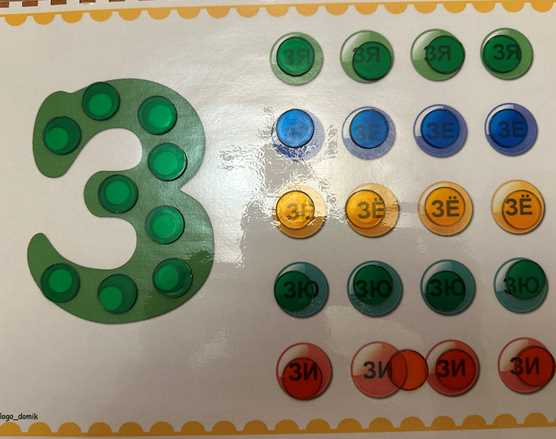 З
ЗЯ ЗЯ ЗЯ ЗЯ
ЗЕ ЗЕ ЗЕ
ЗЁ ЗЁ ЗЁ ЗЁ
ЗЮ ЗЮ ЗЮ ЗЮ
ЗИ ЗИ ЗИ ЗИ
logo_domik